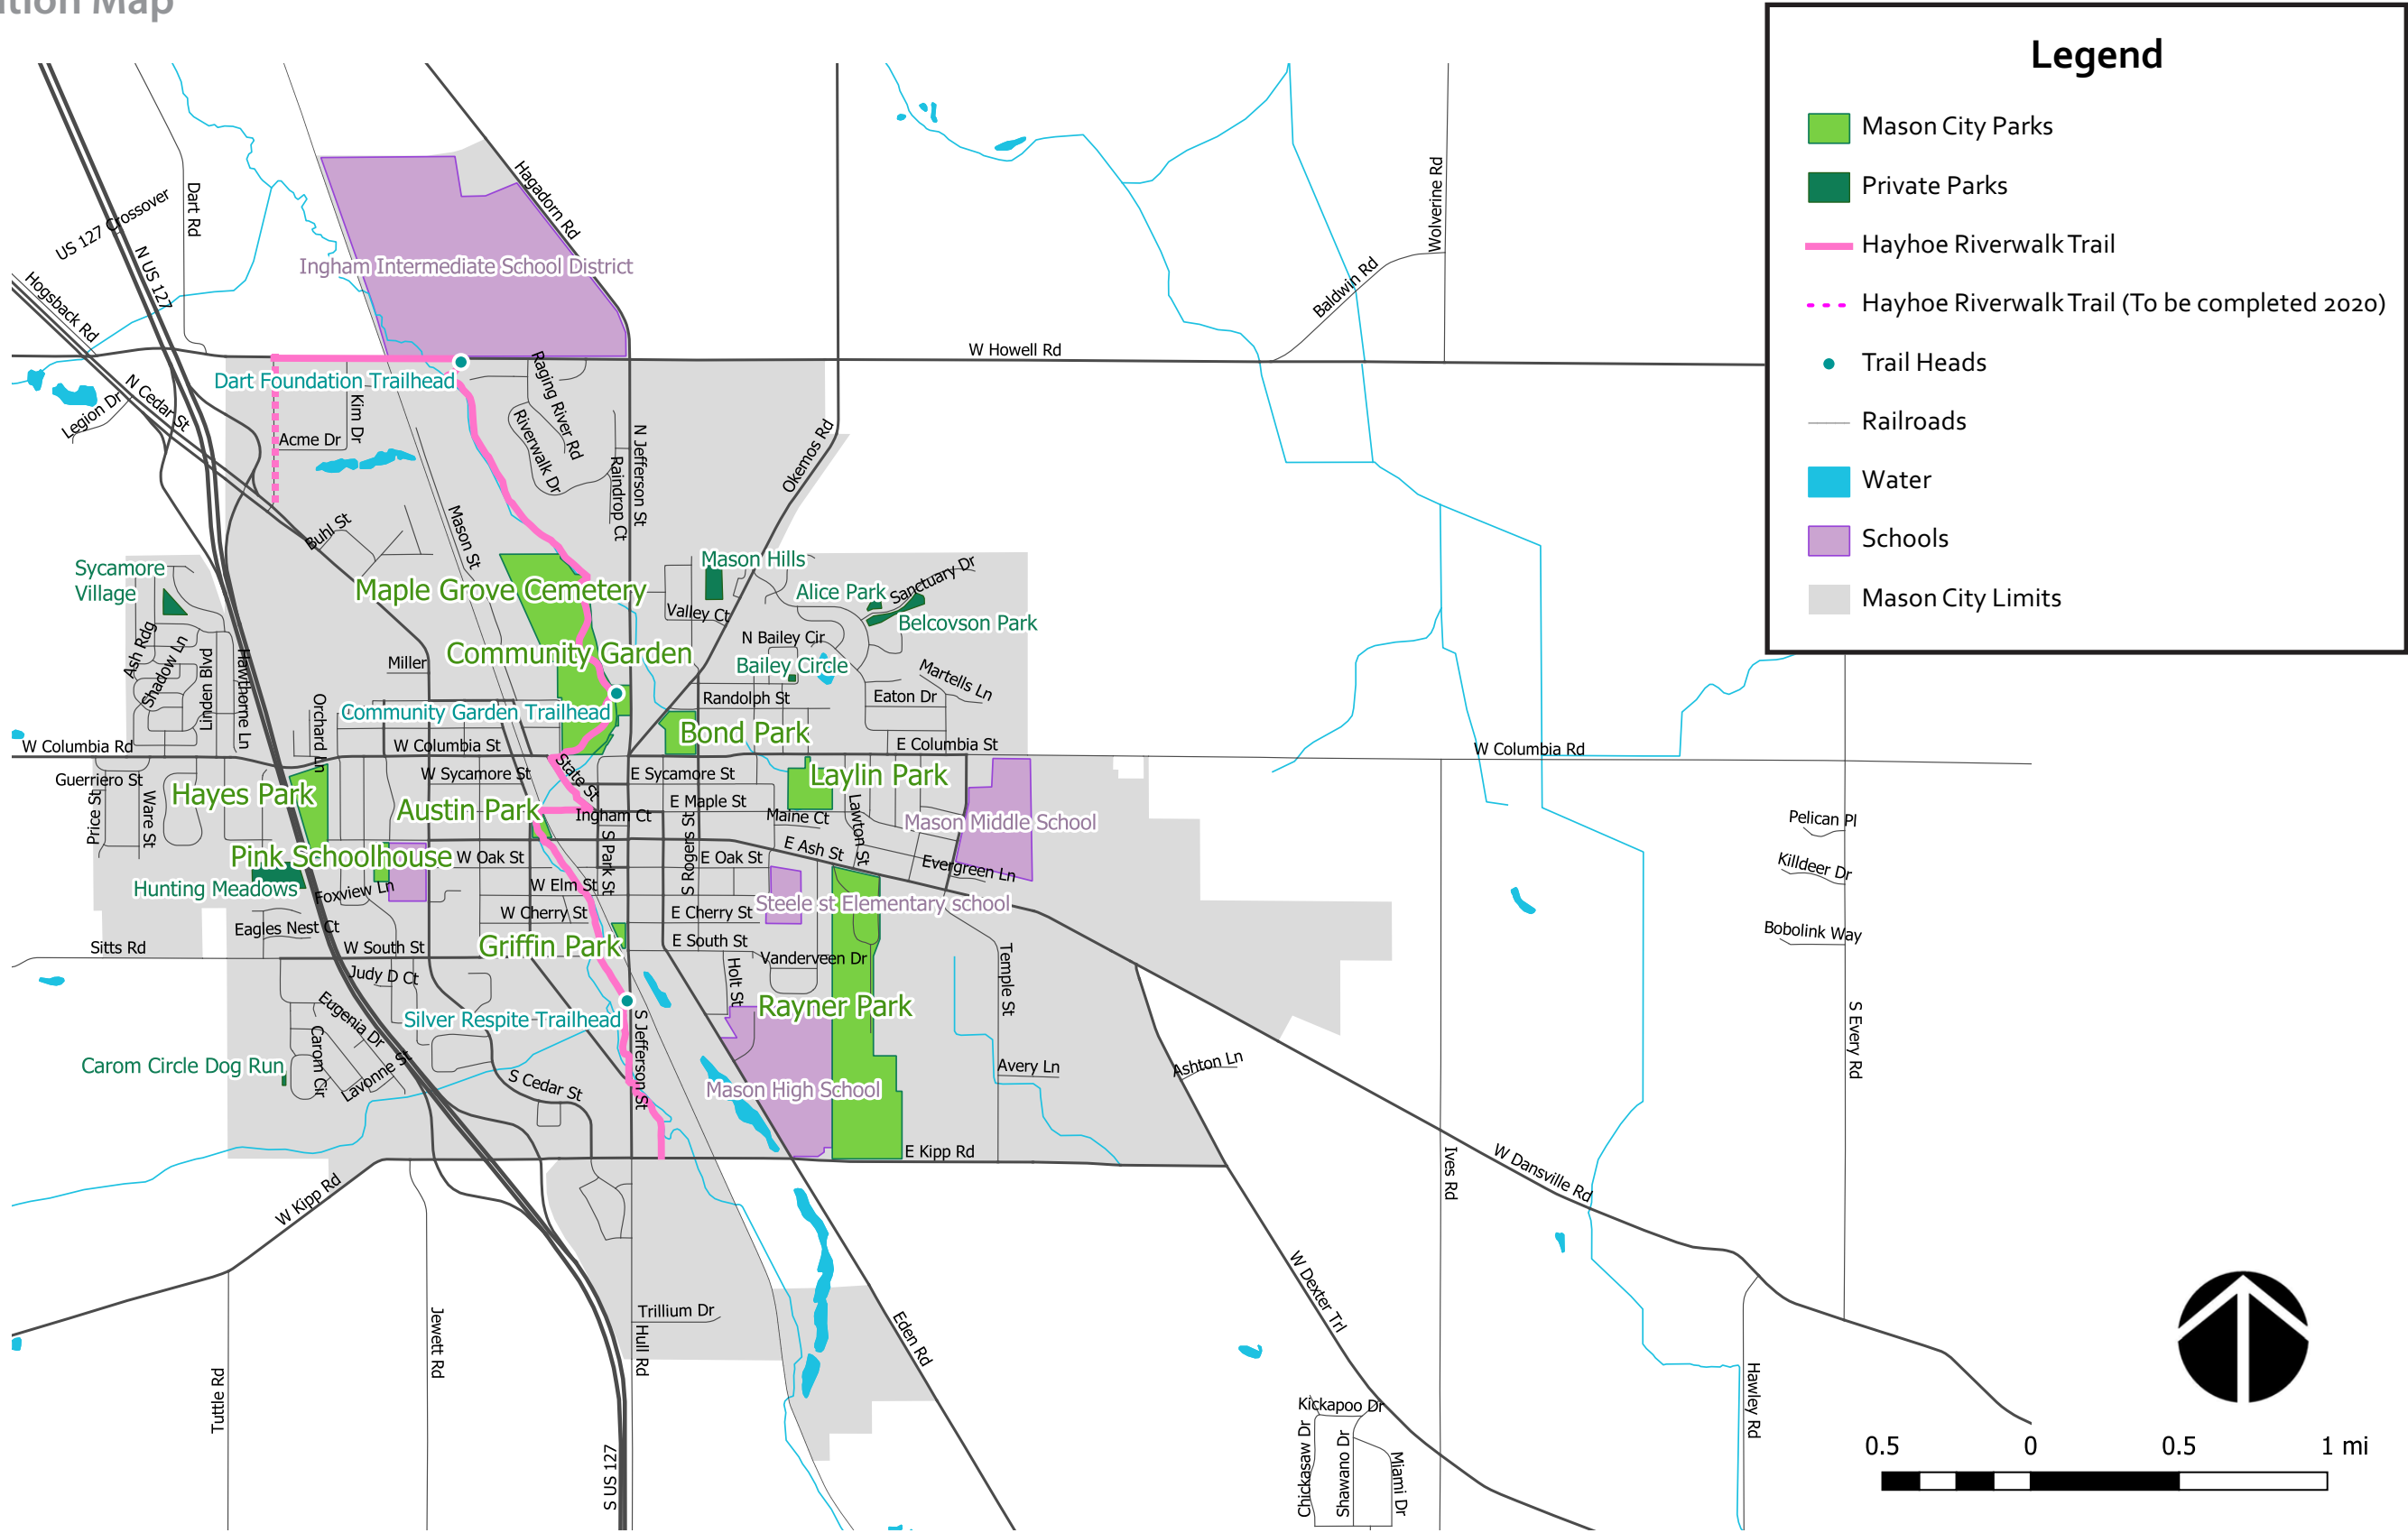 Map
Legend
Mason City Parks
Private Parks
Hayhoe Riverwalk Trail
Hayhoe Riverwalk Trail (To be completed 2020)
Trail Heads
Railroads
Water
Schools
Mason City Limits
Hagadorn Rd
Dart Rd
US 127 Crossover
N US 127
Hogsback Rd
Ingham Intermediate School District
Wolverine Rd
Baldwin Rd
W Howell Rd
Dart Foundation Trailhead
Raging River Rd
Riverwalk Dr
Raindrop Ct
N Jefferson St
Okemos Rd
Kim Dr
Acme Dr
N Cedar St
Legion Dr
Buhl St
Mason St
Sycamore
Village
Maple Grove Cemetery
Mason Hills
Alice Park
Sanctuary Dr
Valley Ct
Belcovson Park
N Bailey Cir
Ash Rdg
Shadow Ln
Linden Blvd
Hawthorne Ln
Miller
Community Garden
Bailey Circle
Martells Ln
Randolph St
Eaton Dr
Orchard Ln
Community Garden Trailhead
Bond Park
W Columbia Rd
W Columbia St
E Columbia St
W Columbia Rd
Guerriero St
W Sycamore St
State St
E Sycamore St
Laylin Park
Price St
Ware St
Hayes Park
Austin Park
E Maple St
Ingham Ct
Maine Ct
Lawton St
Mason Middle School
Pelican Pl
Pink Schoolhouse
W Oak St
S Park St
S Rogers St
E Oak St
E Ash St
Evergreen Ln
Killdeer Dr
Hunting Meadows
Foxview Ln
W Elm St
Steele st Elementary school
W Cherry St
E Cherry St
Eagles Nest Ct
Bobolink Way
Sitts Rd
W South St
Griffin Park
E South St
Vanderveen Dr
Judy D Ct
Holt St
Temple St
Eugenia Dr
Silver Respite Trailhead
Rayner Park
S Jefferson St
S Every Rd
Carom Circle Dog Run
Carom Cir
Lavonne St
S Cedar St
Mason High School
Avery Ln
Ashton Ln
E Kipp Rd
W Kipp Rd
Ives Rd
W Dansville Rd
W Dexter Trl
Trillium Dr
Hull Rd
Eden Rd
Jewett Rd
Tuttle Rd
S US 127
Kickapoo Dr
Chickasaw Dr
Shawano Dr
Miami Dr
Hawley Rd
0.5 0 0.5 1 mi